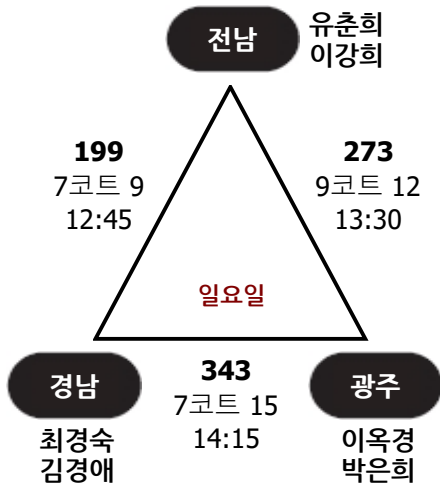 전남
유춘희
이강희
199
7코트 9
12:45
273
9코트 12
13:30
일요일
경남
최경숙
김경애
343
7코트 15
14:15
광주
이옥경
박은희